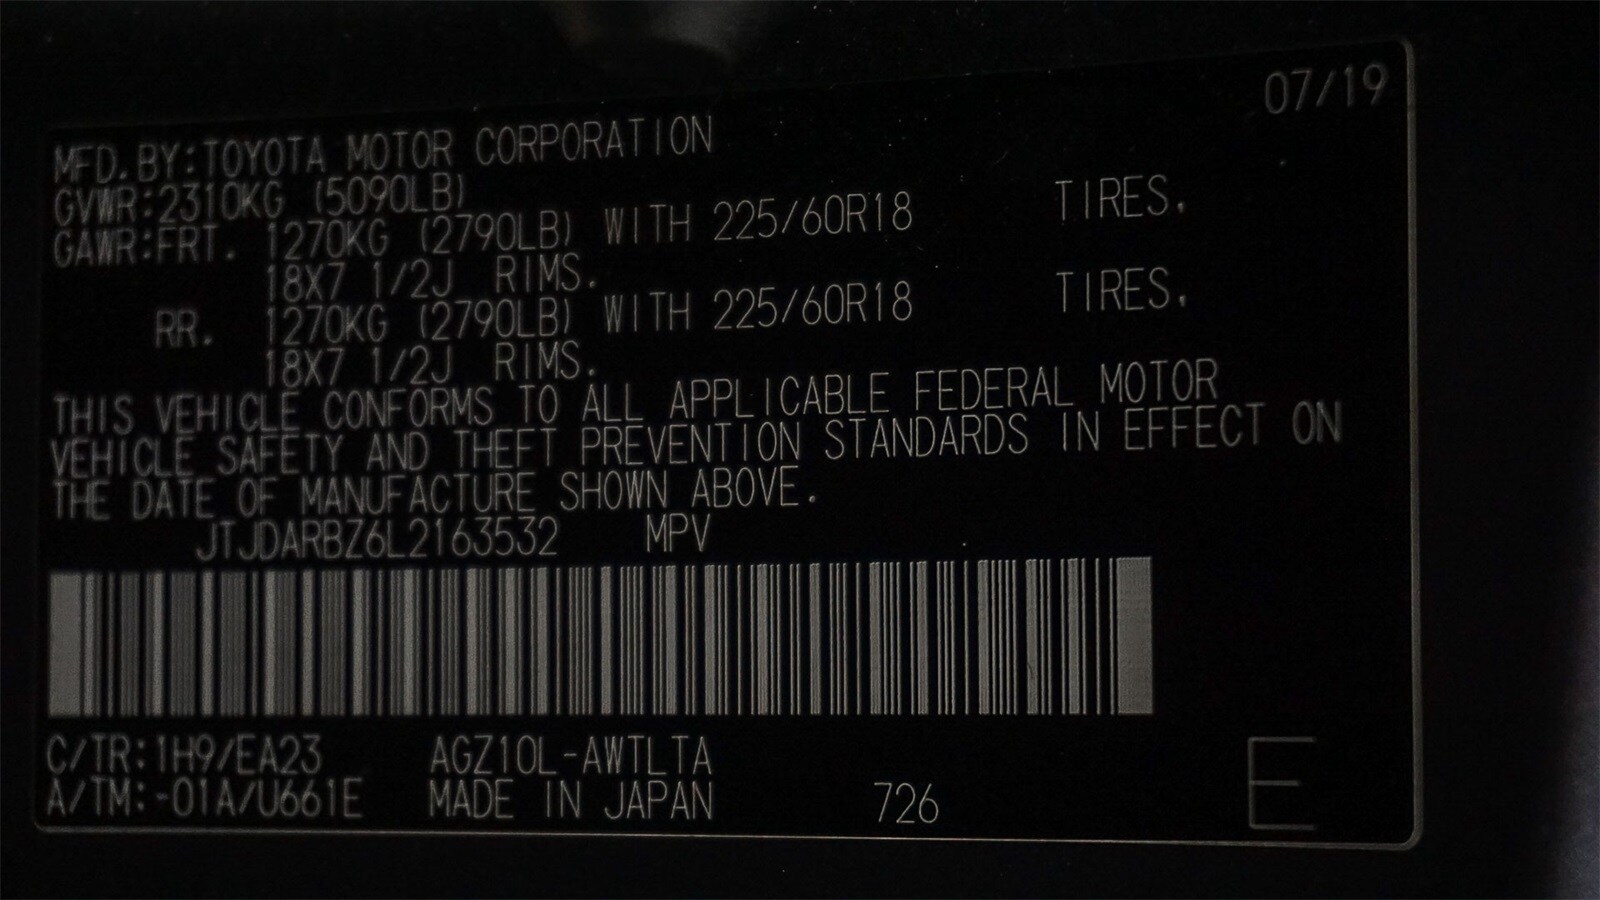 07/19
MFD.BY:TOYOTA MOTOR CORPORATION
GVWR:2310KG (5090LB)
GAWR:FRT. 1270KG (2790LB) WITH 225/60R18 TIRES.
18X7 1/2J RIMS.
RR. 1270KG (2790LB) WITH 225/60R18 TIRES.
18X7 1/2J RIMS.
THIS VEHICLE CONFORMS TO ALL APPLICABLE FEDERAL MOTOR
VEHICLE SAFETY AND THEFT PREVENTION STANDARDS IN EFFECT ON
THE DATE OF MANUFACTURE SHOWN ABOVE.
JTJDARBZ6L2163532 MPV
C/TR:1H9/EA23 AGZ10L-AWTLTA
A/TM:-01A/U661E MADE IN JAPAN 726 E